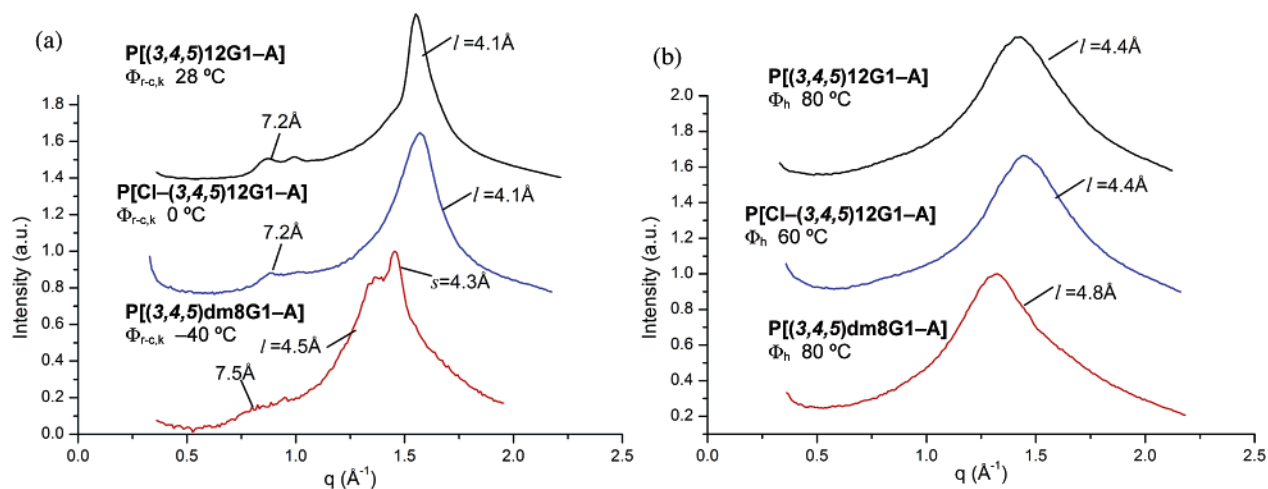 (a)
P[(3,4,5)12G1–A]
Φr-c,k 28 ºC
l=4.1Å
7.2Å
P[Cl–(3,4,5)12G1–A]
Φr-c,k 0 ºC
l=4.1Å
7.2Å
s=4.3Å
P[(3,4,5)dm8G1–A]
Φr-c,k –40 ºC
l=4.5Å
7.5Å
Intensity (a.u.)
1.8
1.6
1.4
1.2
1.0
0.8
0.6
0.4
0.2
0.0
0.0 0.5 1.0 1.5 2.0 2.5
q (Å-1)
(b)
P[(3,4,5)12G1–A]
Φh 80 ºC
l=4.4Å
P[Cl–(3,4,5)12G1–A]
Φh 60 ºC
l=4.4Å
P[(3,4,5)dm8G1–A]
Φh 80 ºC
l=4.8Å
Intensity (a.u.)
2.0
1.8
1.6
1.4
1.2
1.0
0.8
0.6
0.4
0.2
0.0 0.5 1.0 1.5 2.0 2.5
q (Å-1)